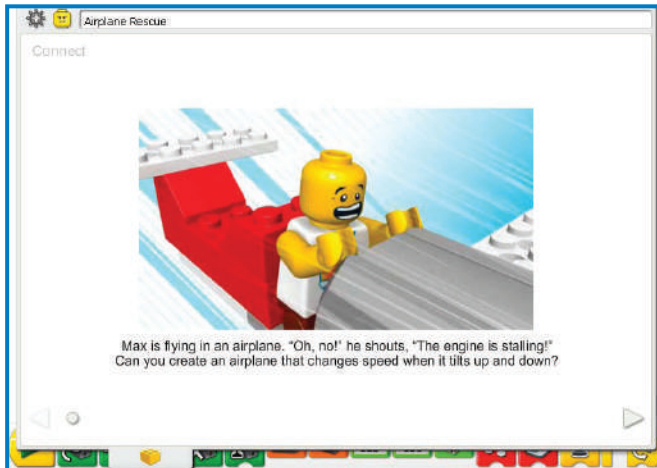 Airplane Rescue
Connect
Max is flying in an airplane. “Oh, no!” he shouts, “The engine is stalling!”
Can you create an airplane that changes speed when it tilts up and down?